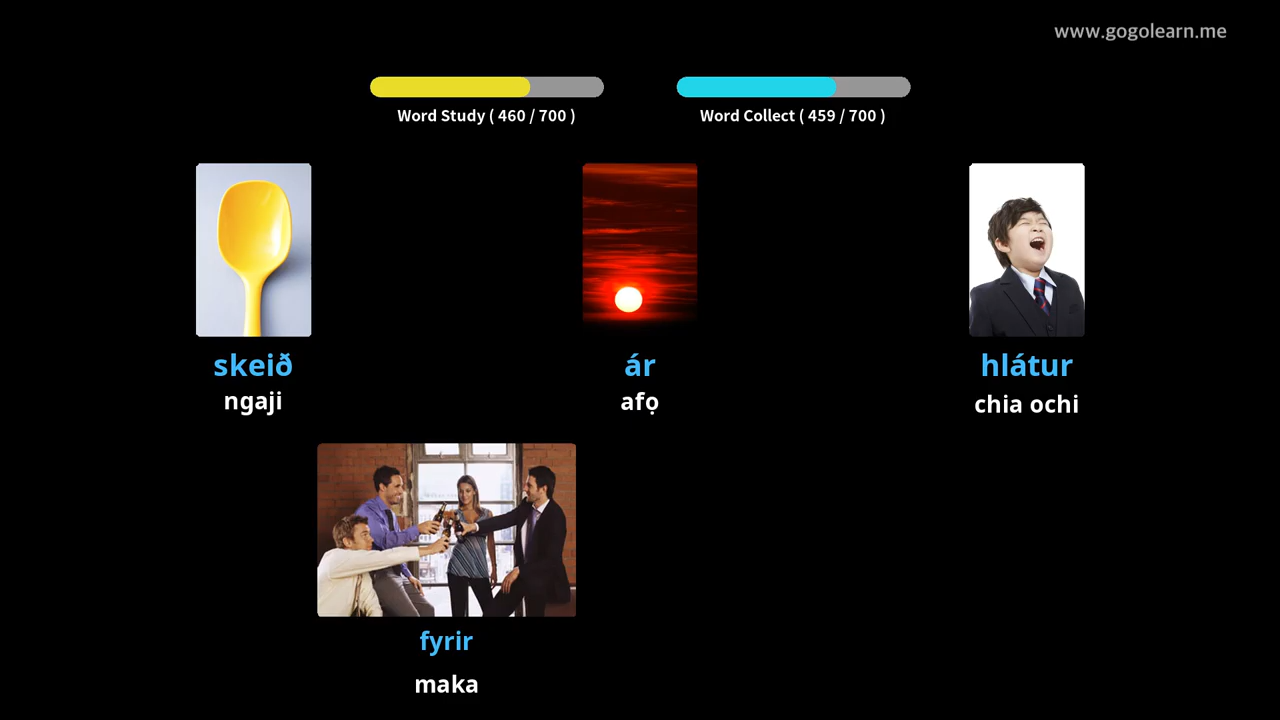 www.gogolearn.me
Word Study ( 460 / 700 )
Word Collect ( 459 / 700 )
skeið
ngaji
ár
afọ
hlátur
chia ochi
fyrir
maka